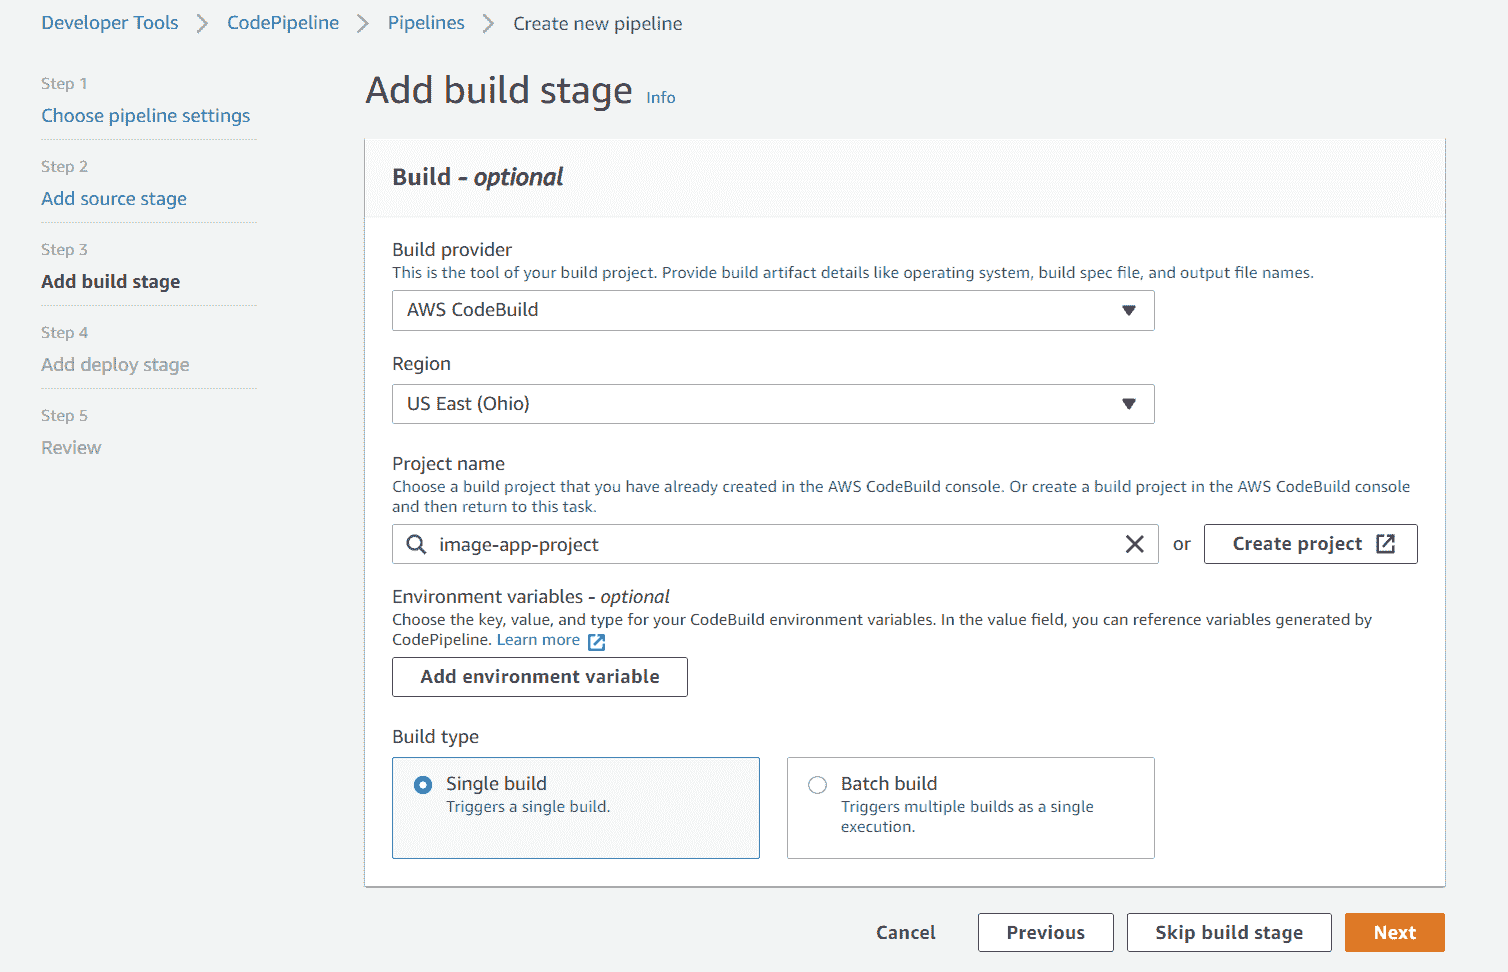 Developer Tools > CodePipeline > Pipelines > Create new pipeline
Step 1
Choose pipeline settings
Step 2
Add source stage
Step 3
Add build stage
Step 4
Add deploy stage
Step 5
Review
Add build stage Info
Build - optional
Build provider
This is the tool of your build project. Provide build artifact details like operating system, build spec file, and output file names.
AWS CodeBuild
Region
US East (Ohio)
Project name
Choose a build project that you have already created in the AWS CodeBuild console. Or create a build project in the AWS CodeBuild console
and then return to this task.
image-app-project or Create project
Environment variables - optional
Choose the key, value, and type for your CodeBuild environment variables. In the value field, you can reference variables generated by
CodePipeline. Learn more
Add environment variable
Build type
Single build
Triggers a single build.
Batch build
Triggers multiple builds as a single
execution.
Cancel Previous Skip build stage Next